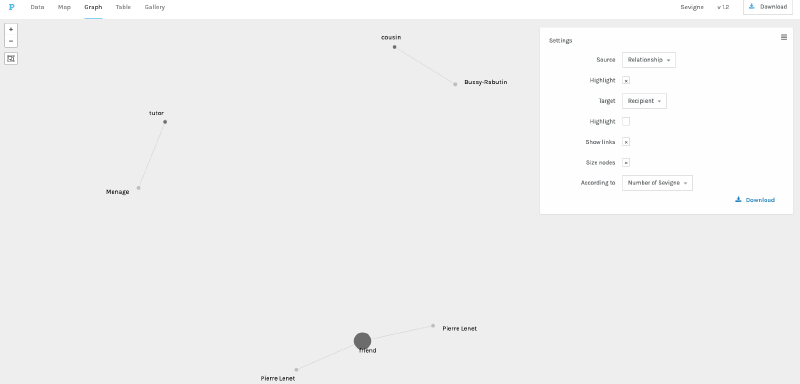 P Data Map Graph Table Gallery Sevigne v 1.2 Download
+
−
cousin
Bussy-Rabutin
tutor
Menage
friend
Pierre Lenet
Pierre Lenet
Settings
Source Relationship
Highlight
Target Recipient
Highlight
Show links
Size nodes
According to Number of Sevigne
Download